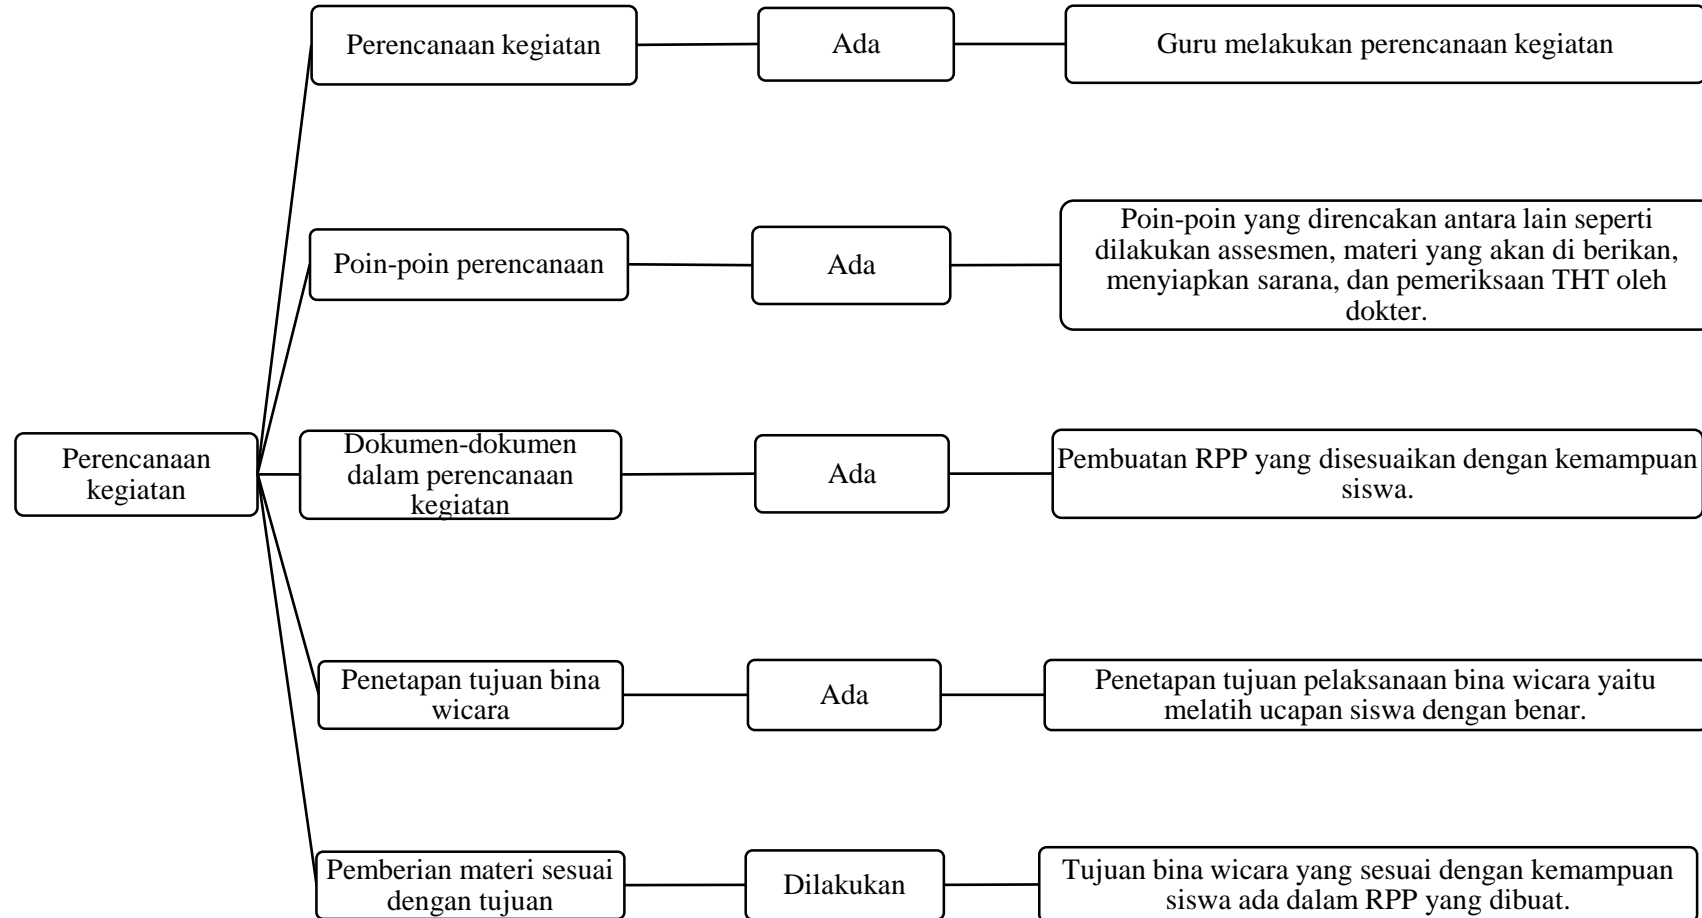 Perencanaan kegiatan
Ada
Guru melakukan perencanaan kegiatan
Poin-poin perencanaan
Ada
Poin-poin yang direncakan antara lain seperti
dilakukan assesmen, materi yang akan di berikan,
menyiapkan sarana, dan pemeriksaan THT oleh
dokter.
Perencanaan
kegiatan
Dokumen-dokumen
dalam perencanaan
kegiatan
Ada
Pembuatan RPP yang disesuaikan dengan kemampuan
siswa.
Penetapan tujuan bina
wicara
Ada
Penetapan tujuan pelaksanaan bina wicara yaitu
melatih ucapan siswa dengan benar.
Pemberian materi sesuai
dengan tujuan
Dilakukan
Tujuan bina wicara yang sesuai dengan kemampuan
siswa ada dalam RPP yang dibuat.